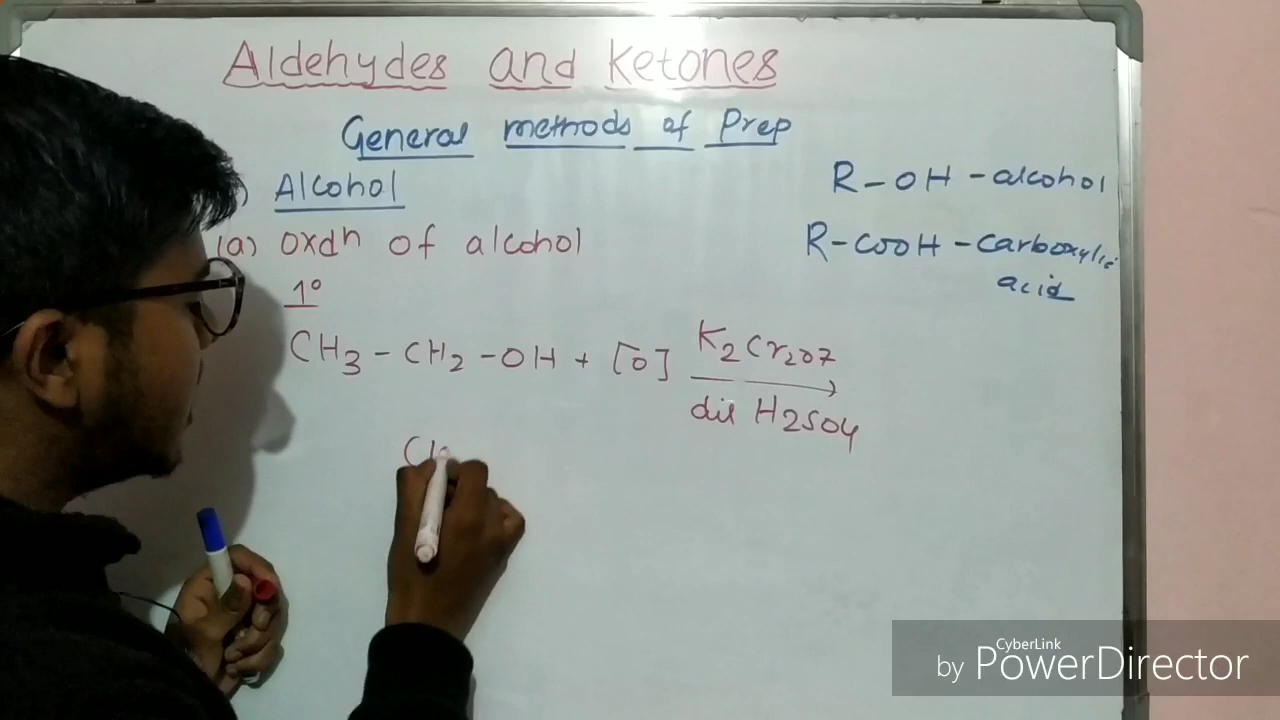 Aldehydes and Ketones
General methods of Prep
) Alcohol
R-OH - alcohol
(a) oxdn of alcohol
R-COOH - carboxylic
acid
1°
CH3 - CH2 - OH + [O] K2Cr2O7
dil H2SO4
CH
CyberLink
by PowerDirector